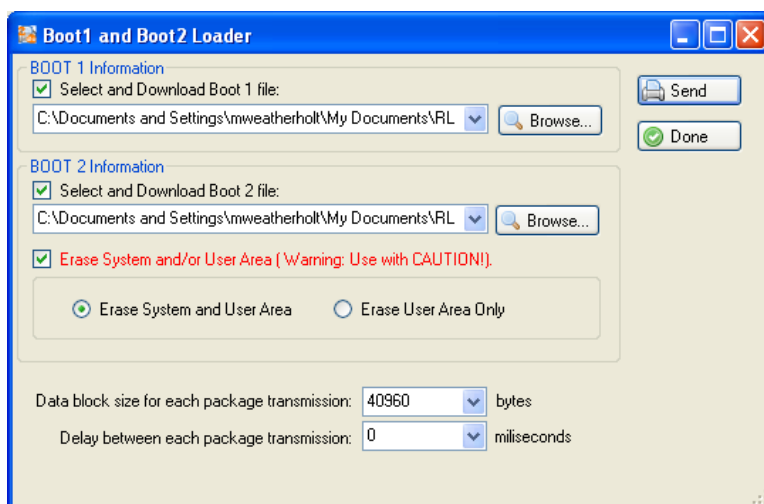 Boot1 and Boot2 Loader
BOOT 1 Information
Select and Download Boot 1 file:
C:\Documents and Settings\mweatherholt\My Documents\RL
Browse...
Send
Done
BOOT 2 Information
Select and Download Boot 2 file:
C:\Documents and Settings\mweatherholt\My Documents\RL
Browse...
Erase System and/or User Area ( Warning: Use with CAUTION!).
Erase System and User Area
Erase User Area Only
Data block size for each package transmission: 40960 bytes
Delay between each package transmission: 0 miliseconds